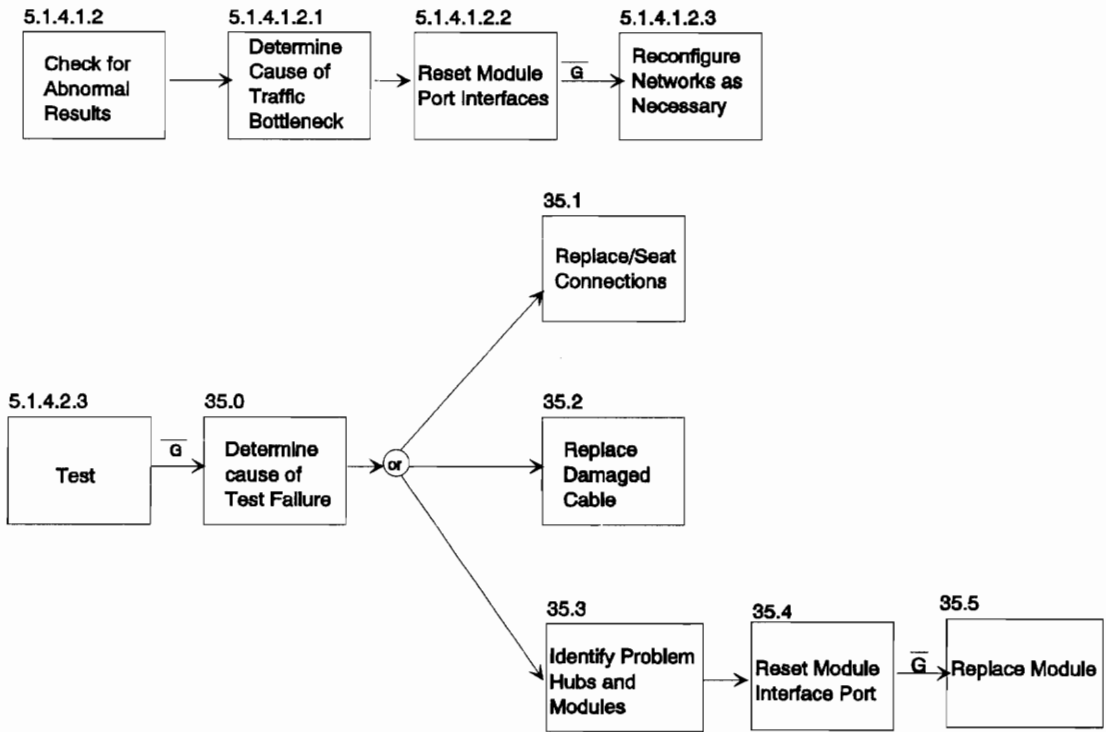 5.1.4.1.2
Check for
Abnormal
Results
5.1.4.1.2.1
Determine
Cause of
Traffic
Bottleneck
5.1.4.1.2.2
Reset Module
Port Interfaces
G
5.1.4.1.2.3
Reconfigure
Networks as
Necessary
35.1
Replace/Seat
Connections
5.1.4.2.3
Test
G
35.0
Determine
cause of
Test Failure
or
35.2
Replace
Damaged
Cable
35.3
Identify Problem
Hubs and
Modules
35.4
Reset Module
Interface Port
G
35.5
Replace Module